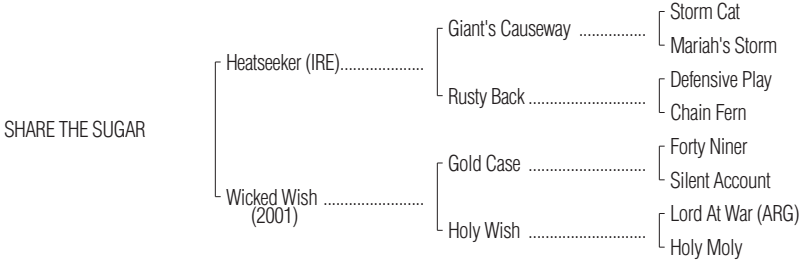 Storm Cat
Giant's Causeway ................
Mariah's Storm
Heatseeker (IRE)....................
Defensive Play
Rusty Back ............................
Chain Fern
SHARE THE SUGAR
Forty Niner
Gold Case ............................
Silent Account
Wicked Wish ........................
(2001)
Lord At War (ARG)
Holy Wish ............................
Holy Moly